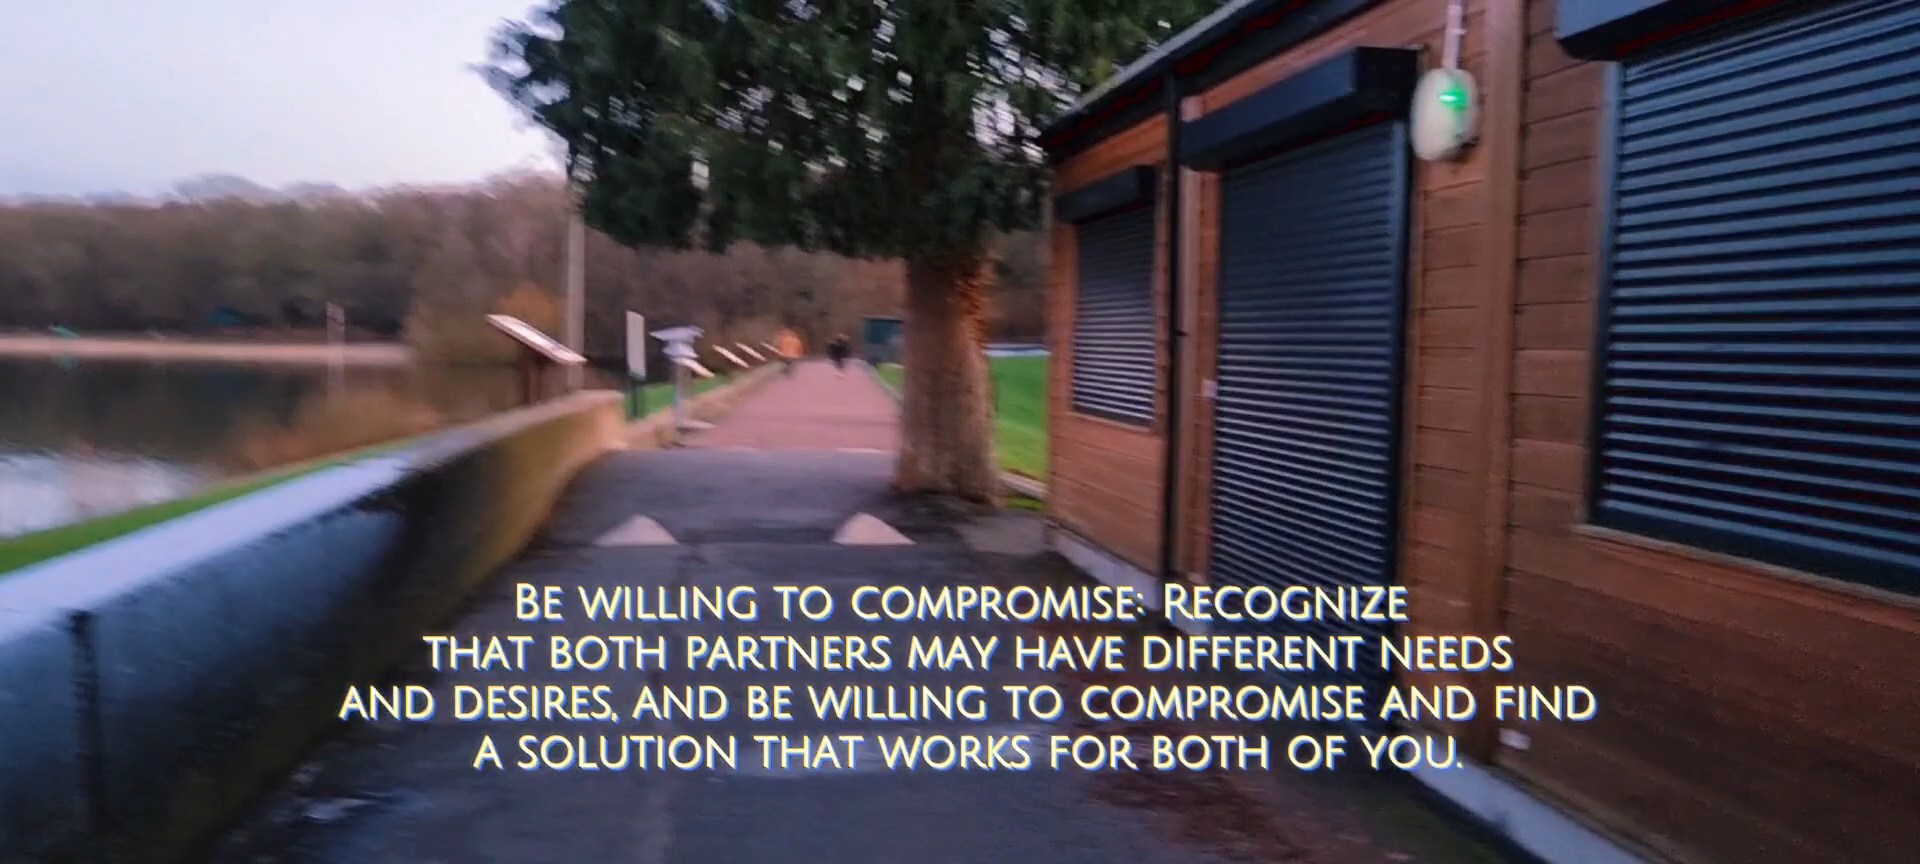 Be willing to compromise: Recognize
that both partners may have different needs
and desires, and be willing to compromise and find
a solution that works for both of you.